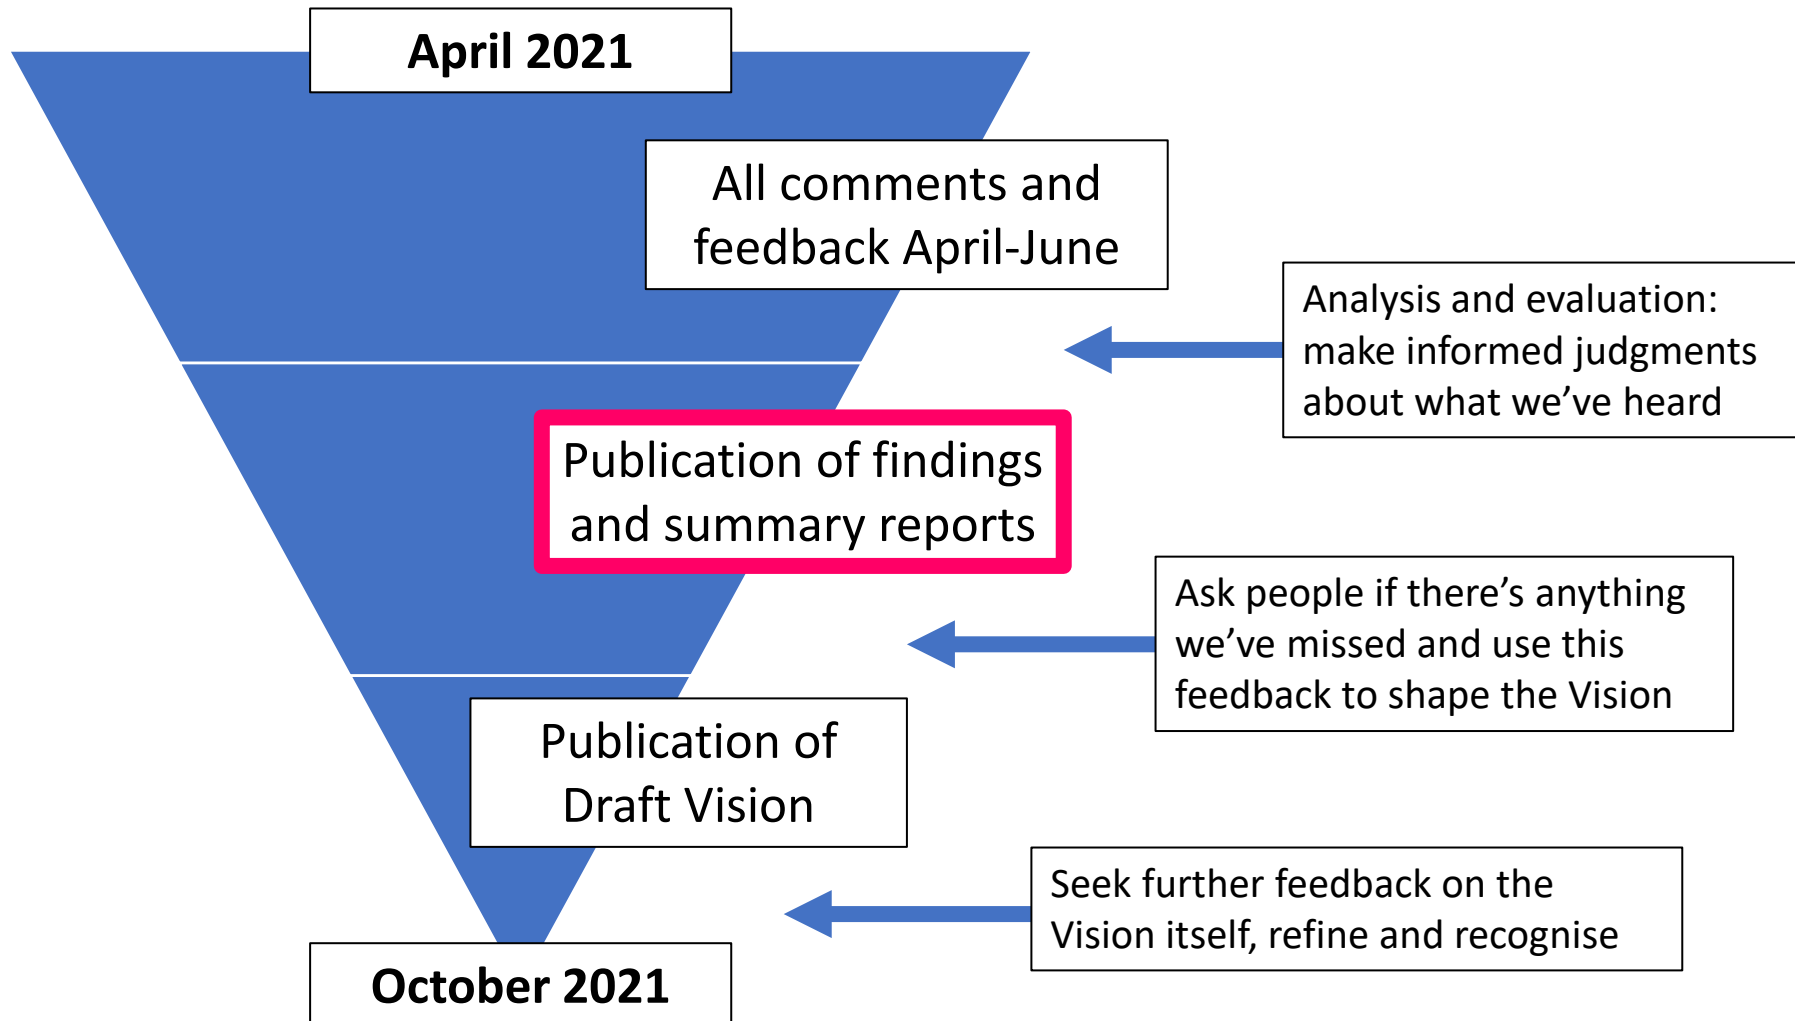 April 2021
All comments and
feedback April-June
Analysis and evaluation:
make informed judgments
about what we’ve heard
Publication of findings
and summary reports
Ask people if there’s anything
we’ve missed and use this
feedback to shape the Vision
Publication of
Draft Vision
Seek further feedback on the
Vision itself, refine and recognise
October 2021